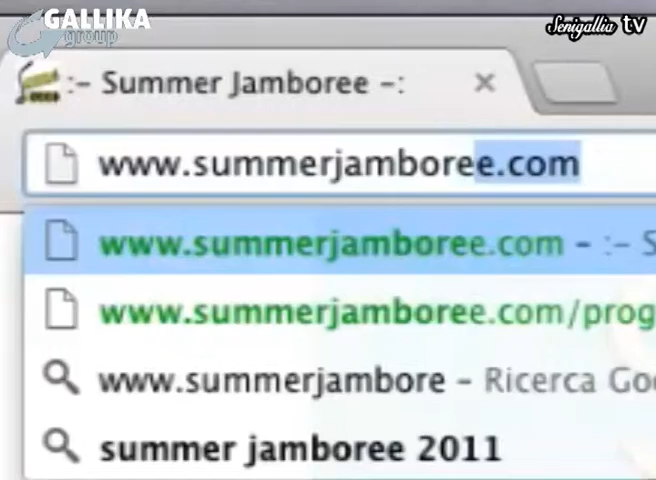 GALLIKA
group
Senigallia tv
:- Summer Jamboree -:
www.summerjamboree.com
www.summerjamboree.com - :- S
www.summerjamboree.com/prog
www.summerjambore - Ricerca Goo
summer jamboree 2011